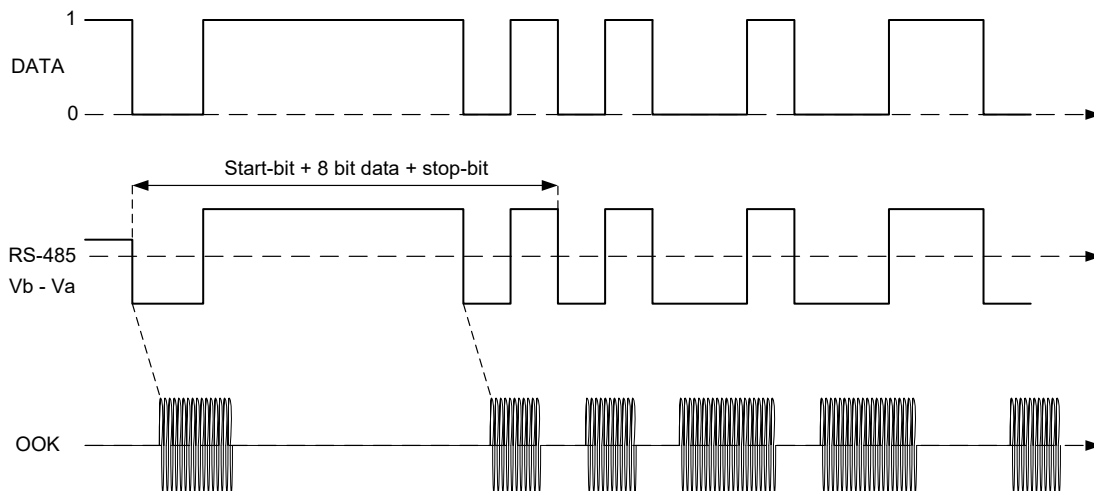 1
DATA
0
Start-bit + 8 bit data + stop-bit
RS-485
Vb - Va
OOK